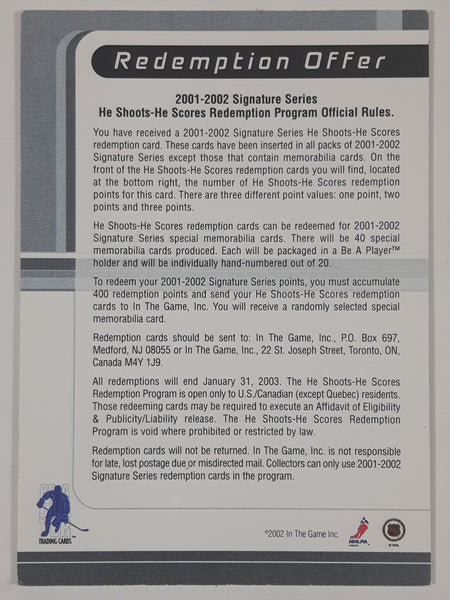 Redemption Offer
2001-2002 Signature Series
He Shoots-He Scores Redemption Program Official Rules.
You have received a 2001-2002 Signature Series He Shoots-He Scores
redemption card. These cards have been inserted in all packs of 2001-2002
Signature Series except those that contain memorabilia cards. On the
front of the He Shoots-He Scores redemption cards you will find, located
at the bottom right, the number of He Shoots-He Scores redemption
points for this card. There are three different point values: one point, two
points and three points.
He Shoots-He Scores redemption cards can be redeemed for 2001-2002
Signature Series special memorabilia cards. There will be 40 special
memorabilia cards produced. Each will be packaged in a Be A Player™
holder and will be individually hand-numbered out of 20.
To redeem your 2001-2002 Signature Series points, you must accumulate
400 redemption points and send your He Shoots-He Scores redemption
cards to In The Game, Inc. You will receive a randomly selected special
memorabilia card.
Redemption cards should be sent to: In The Game, Inc., P.O. Box 697,
Medford, NJ 08055 or In The Game, Inc., 22 St. Joseph Street, Toronto, ON,
Canada M4Y 1J9.
All redemptions will end January 31, 2003. The He Shoots-He Scores
Redemption Program is open only to U.S./Canadian (except Quebec) residents.
Those redeeming cards may be required to execute an Affidavit of Eligibility
& Publicity/Liability release. The He Shoots-He Scores Redemption
Program is void where prohibited or restricted by law.
Redemption cards will not be returned. In The Game, Inc. is not responsible
for late, lost postage due or misdirected mail. Collectors can only use 2001-2002
Signature Series redemption cards in the program.
TRADING CARDS™
©2002 In The Game Inc.
NHLPA
© NHL